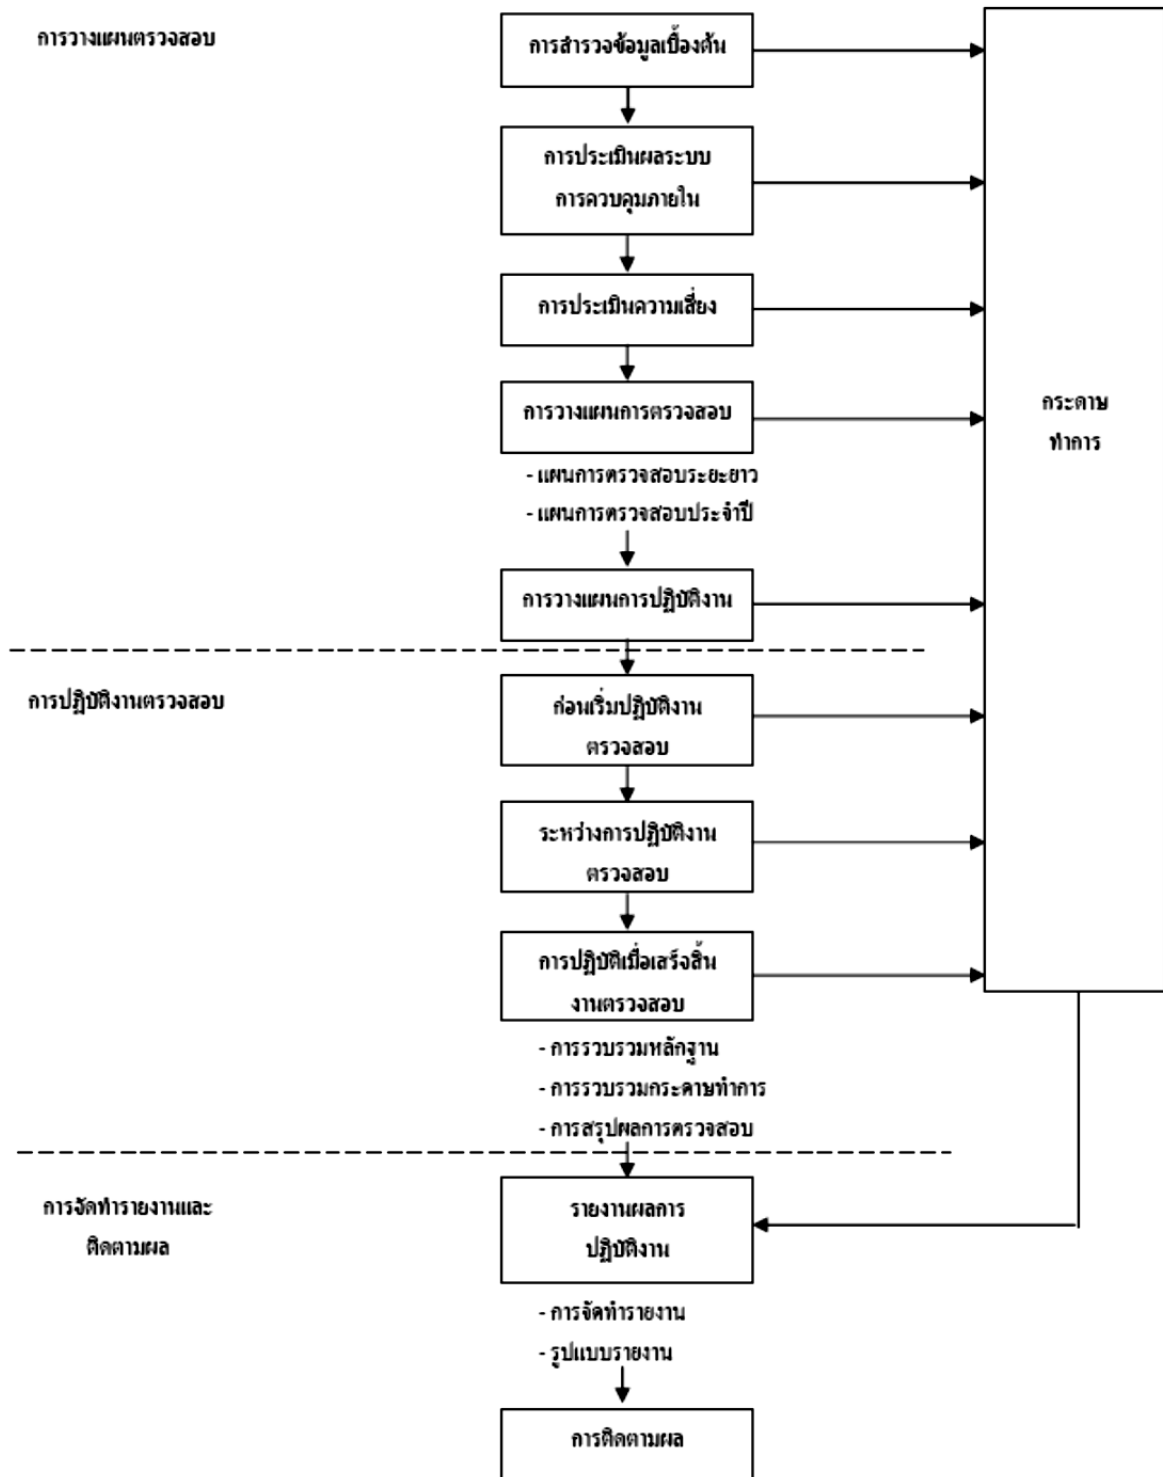 การวางแผนตรวจสอบ
การสำรวจข้อมูลเบื้องต้น
การประเมินผลระบบ
การควบคุมภายใน
การประเมินความเสี่ยง
การวางแผนการตรวจสอบ
- แผนการตรวจสอบระยะยาว
- แผนการตรวจสอบประจำปี
การวางแผนการปฏิบัติงาน
กระดาษ
ทำการ
การปฏิบัติงานตรวจสอบ
ก่อนเริ่มปฏิบัติงาน
ตรวจสอบ
ระหว่างการปฏิบัติงาน
ตรวจสอบ
การปฏิบัติเมื่อเสร็จสิ้น
งานตรวจสอบ
- การรวบรวมหลักฐาน
- การรวบรวมกระดาษทำการ
- การสรุปผลการตรวจสอบ
การจัดทำรายงานและ
ติดตามผล
รายงานผลการ
ปฏิบัติงาน
- การจัดทำรายงาน
- รูปแบบรายงาน
การติดตามผล